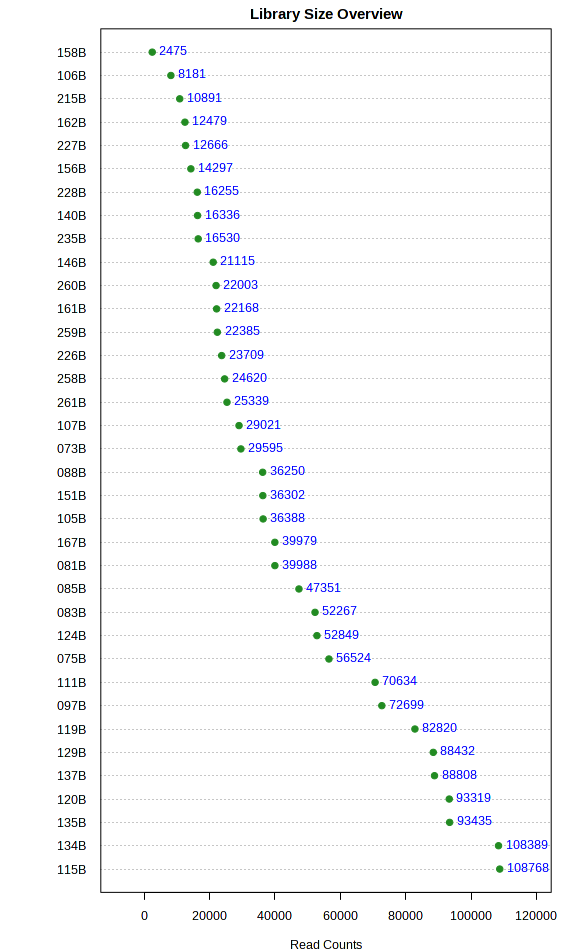 Library Size Overview
158B 2475
106B 8181
215B 10891
162B 12479
227B 12666
156B 14297
228B 16255
140B 16336
235B 16530
146B 21115
260B 22003
161B 22168
259B 22385
226B 23709
258B 24620
261B 25339
107B 29021
073B 29595
088B 36250
151B 36302
105B 36388
167B 39979
081B 39988
085B 47351
083B 52267
124B 52849
075B 56524
111B 70634
097B 72699
119B 82820
129B 88432
137B 88808
120B 93319
135B 93435
134B 108389
115B 108768
0 20000 40000 60000 80000 100000 120000
Read Counts